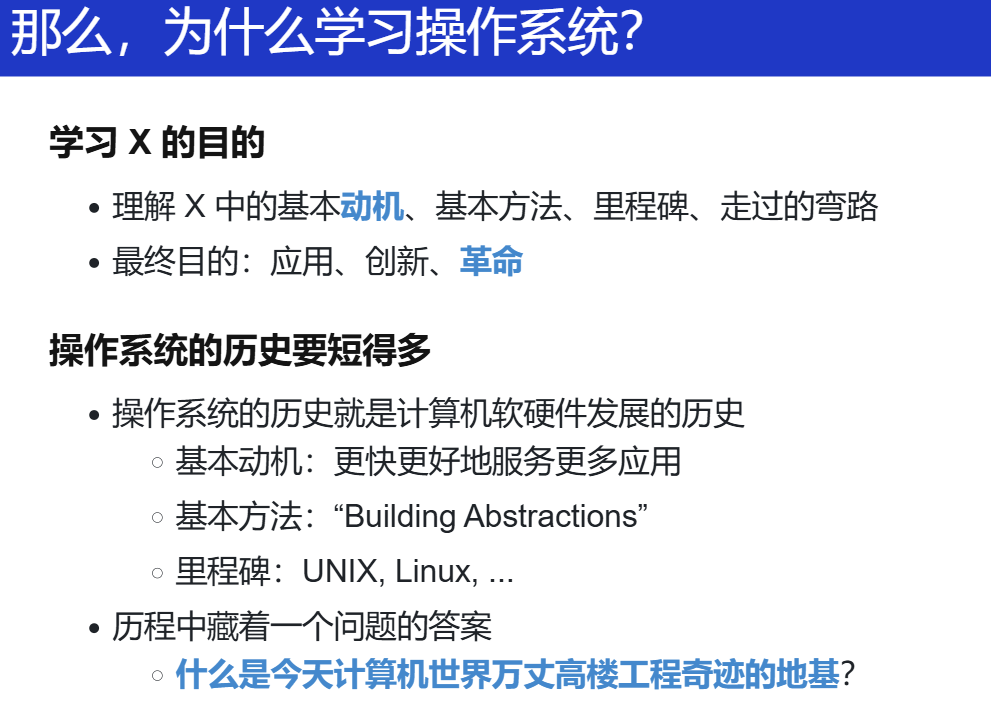 那么，为什么学习操作系统？
学习 X 的目的
• 理解 X 中的基本动机、基本方法、里程碑、走过的弯路
• 最终目的：应用、创新、革命
操作系统的历史要短得多
• 操作系统的历史就是计算机软硬件发展的历史
○ 基本动机：更快更好地服务更多应用
○ 基本方法：“Building Abstractions”
○ 里程碑：UNIX, Linux, ...
• 历程中藏着一个问题的答案
○ 什么是今天计算机世界万丈高楼工程奇迹的地基？